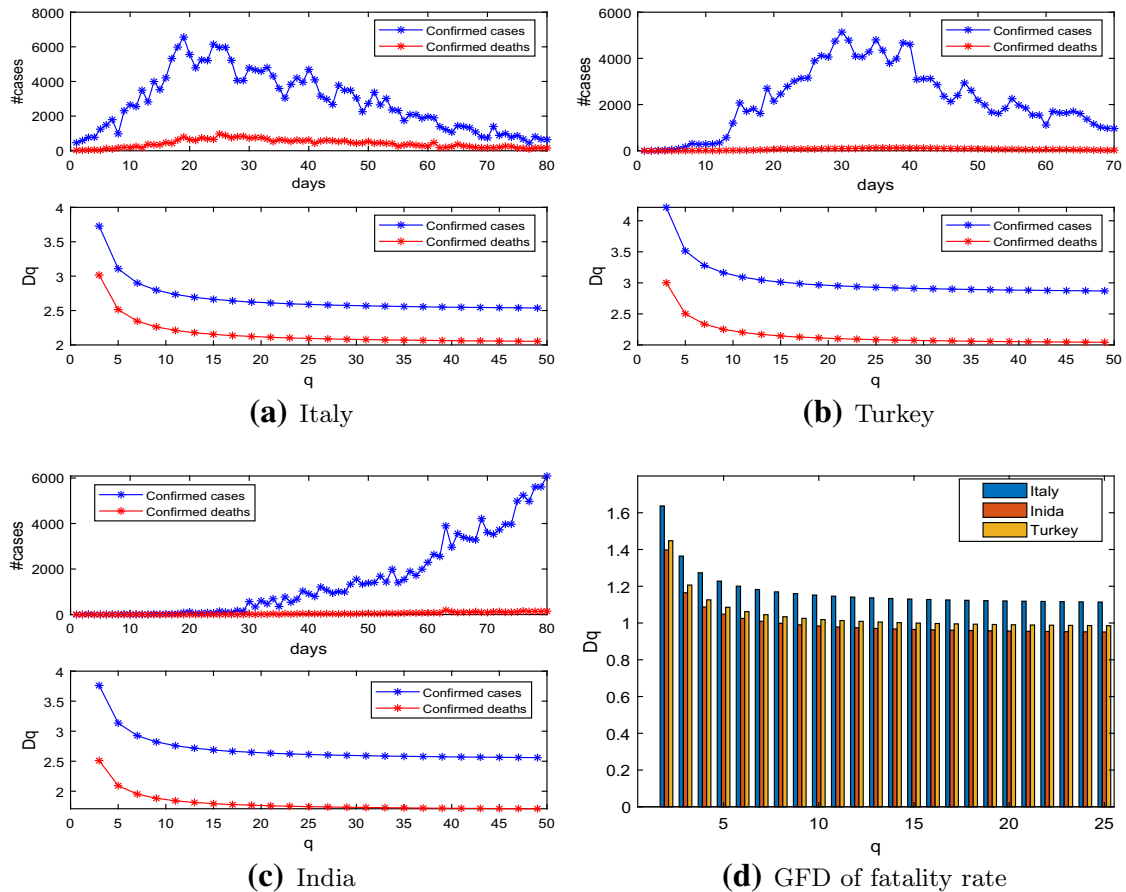 8000
6000
4000
2000
0
#cases
Confirmed cases
Confirmed deaths
0 10 20 30 40 50 60 70 80
days
4
3.5
3
2.5
2
Dq
Confirmed cases
Confirmed deaths
0 5 10 15 20 25 30 35 40 45 50
q
(a) Italy
6000
4000
2000
0
#cases
Confirmed cases
Confirmed deaths
0 10 20 30 40 50 60 70
days
4
3.5
3
2.5
2
Dq
Confirmed cases
Confirmed deaths
0 5 10 15 20 25 30 35 40 45 50
q
(b) Turkey
6000
4000
2000
0
#cases
Confirmed cases
Confirmed deaths
0 10 20 30 40 50 60 70 80
days
4
3.5
3
2.5
2
Dq
Confirmed cases
Confirmed deaths
0 5 10 15 20 25 30 35 40 45 50
q
(c) India
1.6
1.4
1.2
1
0.8
0.6
0.4
0.2
0
Dq
Italy
Inida
Turkey
5 10 15 20 25
q
(d) GFD of fatality rate